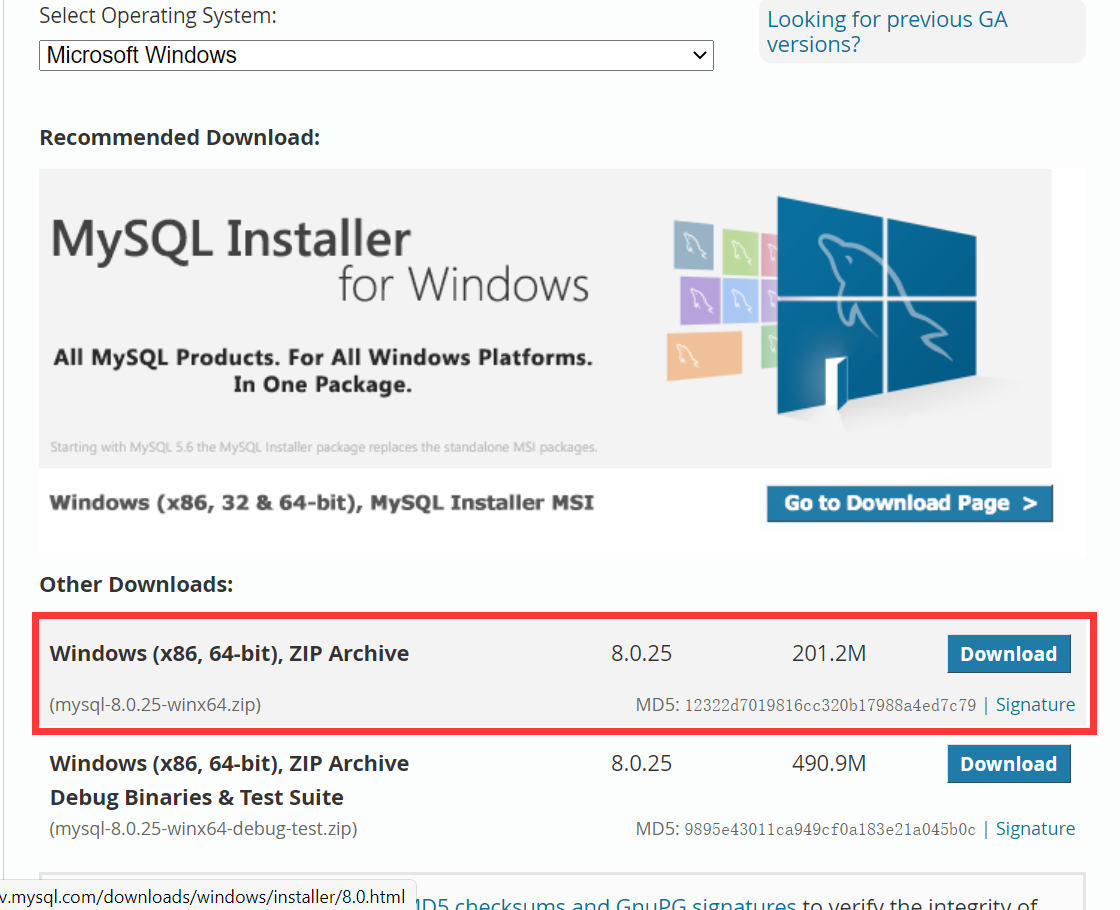 Select Operating System:
Microsoft Windows
Looking for previous GA
versions?
Recommended Download:
MySQL Installer
for Windows
All MySQL Products. For All Windows Platforms.
In One Package.
Starting with MySQL 5.6 the MySQL Installer package replaces the standalone MSI packages.
Windows (x86, 32 & 64-bit), MySQL Installer MSI
Go to Download Page >
Other Downloads:
Windows (x86, 64-bit), ZIP Archive 8.0.25 201.2M Download
(mysql-8.0.25-winx64.zip) MD5: 12322d7019816cc320b17988a4ed7c79 | Signature
Windows (x86, 64-bit), ZIP Archive 8.0.25 490.9M Download
Debug Binaries & Test Suite
(mysql-8.0.25-winx64-debug-test.zip) MD5: 9895e43011ca949cf0a183e21a045b0c | Signature
v.mysql.com/downloads/windows/installer/8.0.html
MD5 checksums and GnuPG signatures to verify the integrity of